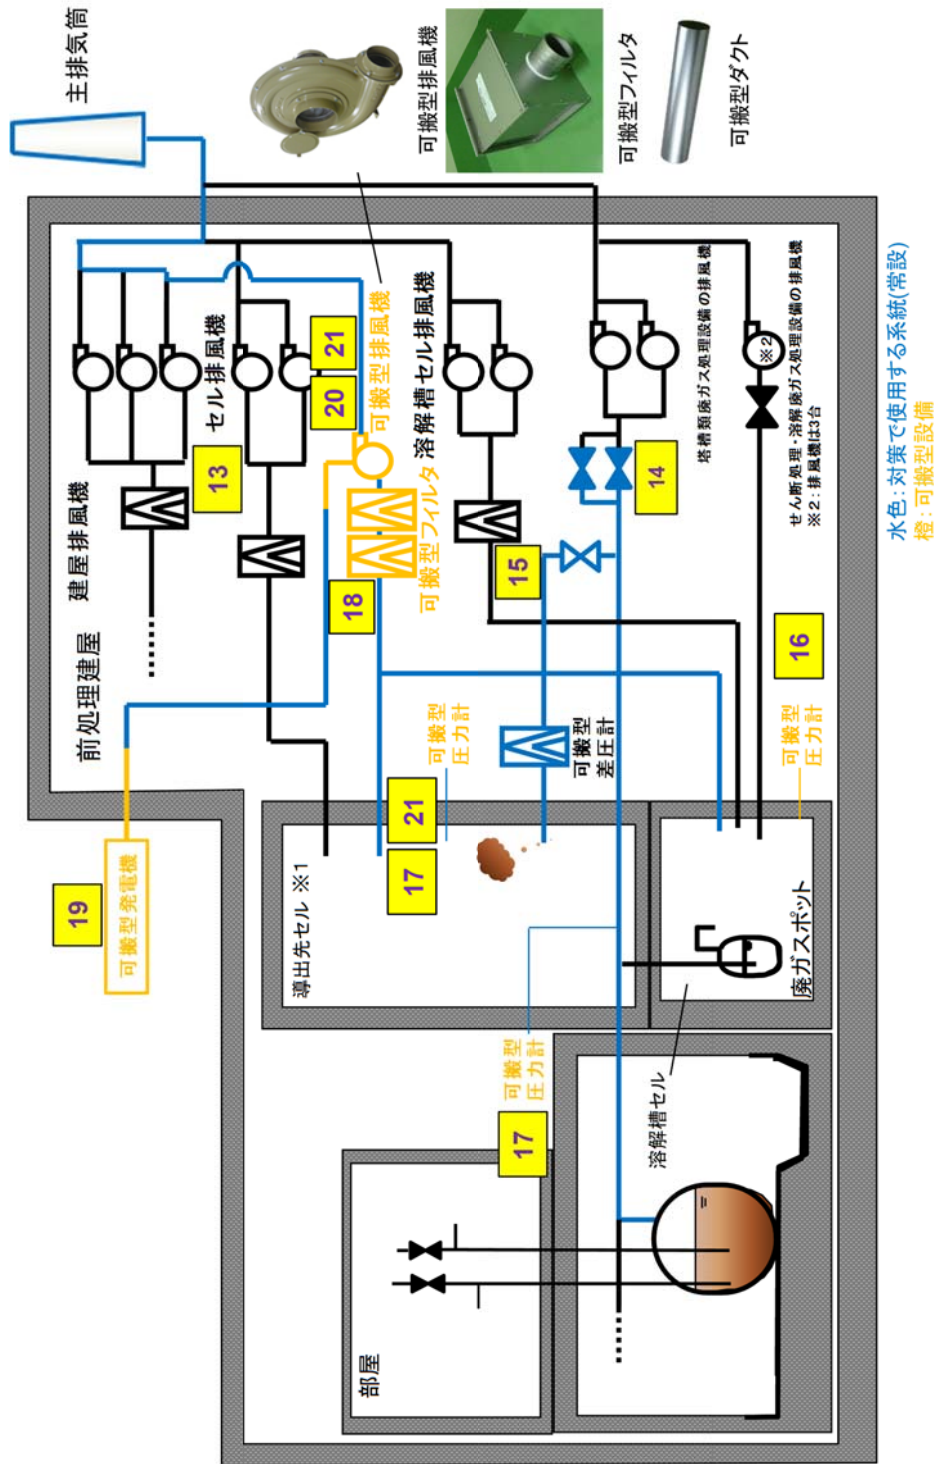 主排気筒
可搬型排風機
可搬型フィルタ
可搬型ダクト
前処理建屋
建屋排風機
13
セル排風機
20
21
可搬型排風機
18
可搬型フィルタ
溶解槽セル排風機
15
14
塔槽類廃ガス処理設備の排風機
せん断処理・溶解廃ガス処理設備の排風機
※2:排風機は3台
※2
16
19
可搬型発電機
導出先セル ※1
17
21
可搬型
圧力計
可搬型
差圧計
可搬型
圧力計
可搬型
圧力計
17
廃ガスポット
溶解槽セル
部屋
水色:対策で使用する系統(常設)
橙:可搬型設備